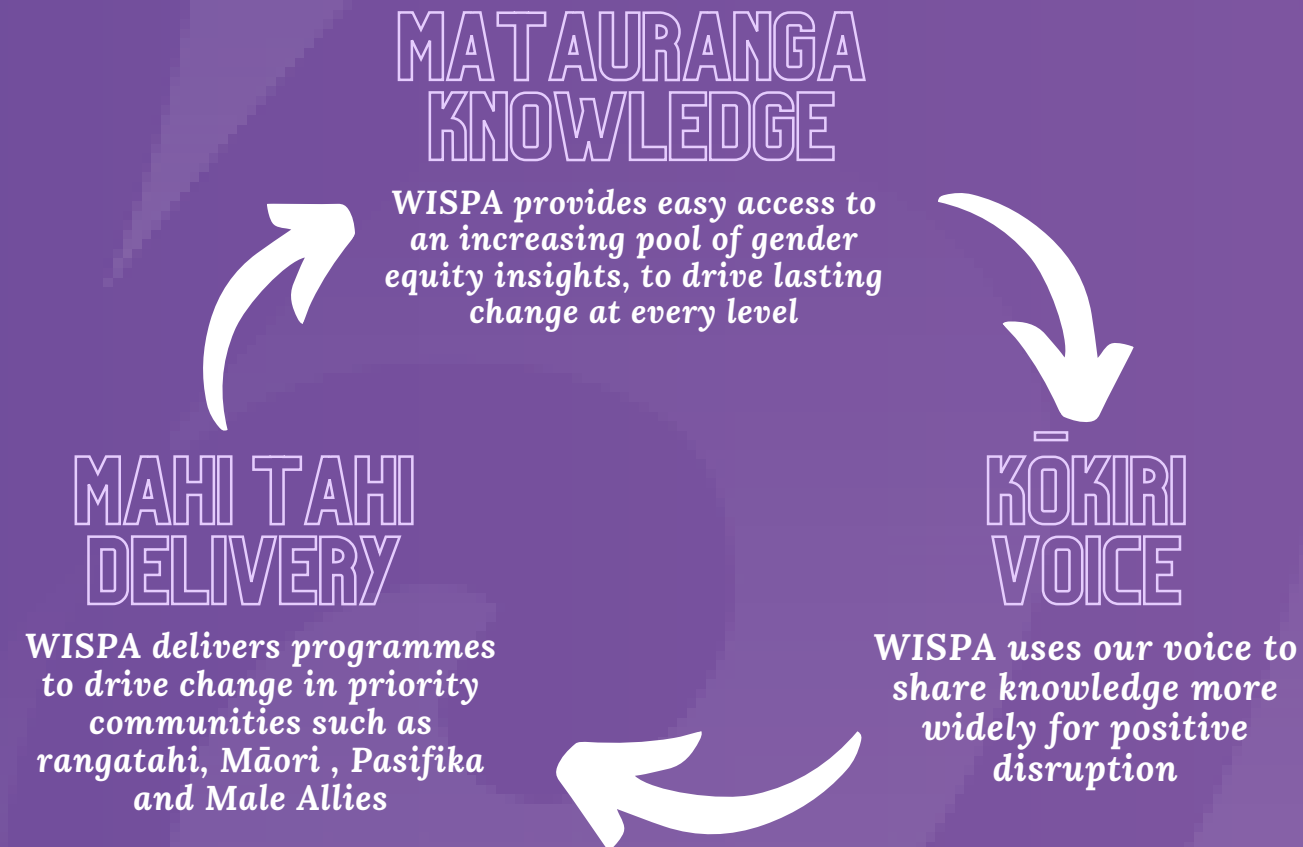 MATAURANGA
KNOWLEDGE
WISPA provides easy access to
an increasing pool of gender
equity insights, to drive lasting
change at every level
KŌKIRI
VOICE
WISPA uses our voice to
share knowledge more
widely for positive
disruption
MAHI TAHI
DELIVERY
WISPA delivers programmes
to drive change in priority
communities such as
rangatahi, Māori , Pasifika
and Male Allies